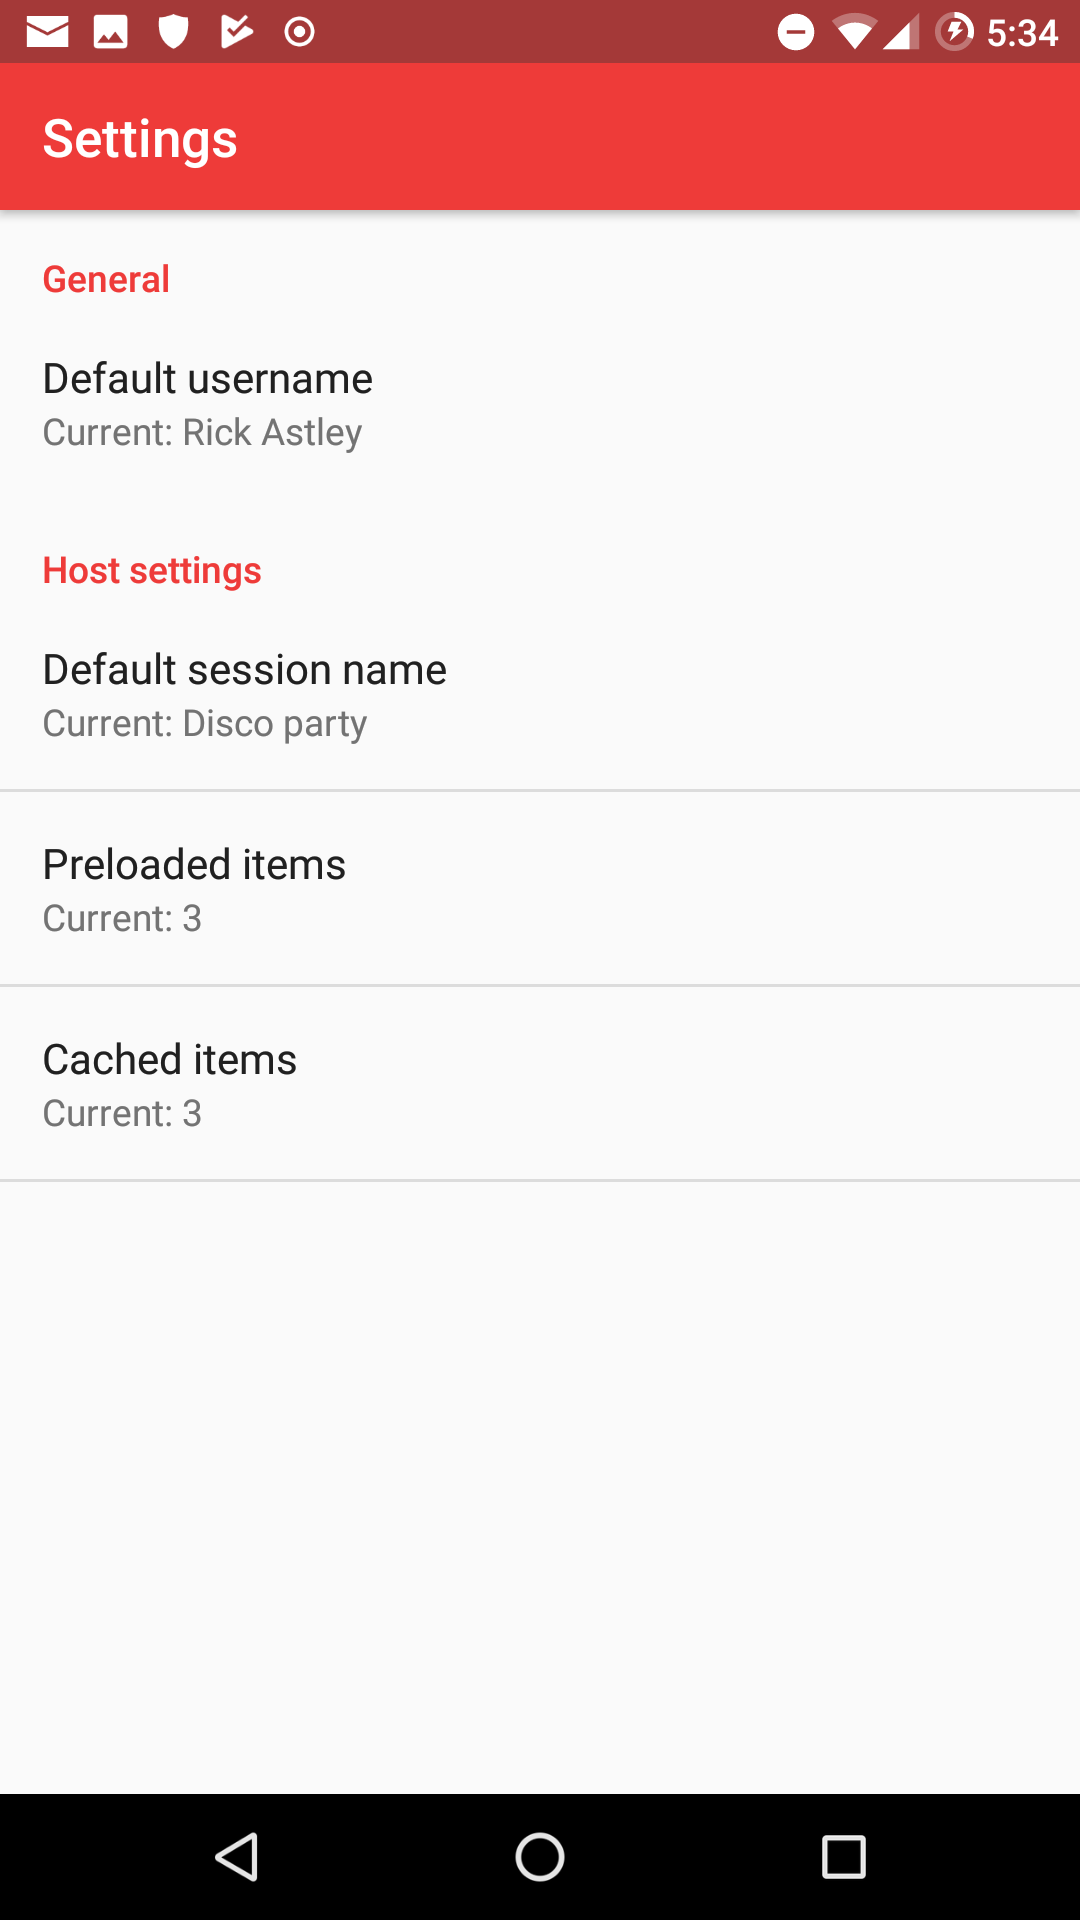 5:34
Settings
General
Default username
Current: Rick Astley
Host settings
Default session name
Current: Disco party
Preloaded items
Current: 3
Cached items
Current: 3